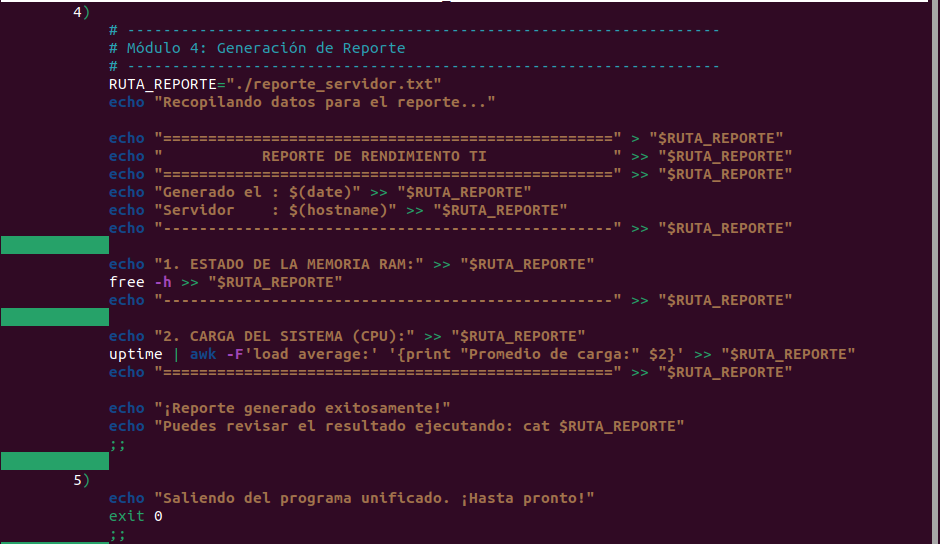 4)
# ------------------------------------------------------------------
# Módulo 4: Generación de Reporte
# ------------------------------------------------------------------
RUTA_REPORTE="./reporte_servidor.txt"
echo "Recopilando datos para el reporte..."
echo "==================================================" > "$RUTA_REPORTE"
echo "           REPORTE DE RENDIMIENTO TI              " >> "$RUTA_REPORTE"
echo "==================================================" >> "$RUTA_REPORTE"
echo "Generado el : $(date)" >> "$RUTA_REPORTE"
echo "Servidor    : $(hostname)" >> "$RUTA_REPORTE"
echo "--------------------------------------------------" >> "$RUTA_REPORTE"
echo "1. ESTADO DE LA MEMORIA RAM:" >> "$RUTA_REPORTE"
free -h >> "$RUTA_REPORTE"
echo "--------------------------------------------------" >> "$RUTA_REPORTE"
echo "2. CARGA DEL SISTEMA (CPU):" >> "$RUTA_REPORTE"
uptime | awk -F'load average:' '{print "Promedio de carga:" $2}' >> "$RUTA_REPORTE"
echo "==================================================" >> "$RUTA_REPORTE"
echo "¡Reporte generado exitosamente!"
echo "Puedes revisar el resultado ejecutando: cat $RUTA_REPORTE"
;;
5)
echo "Saliendo del programa unificado. ¡Hasta pronto!"
exit 0
;;